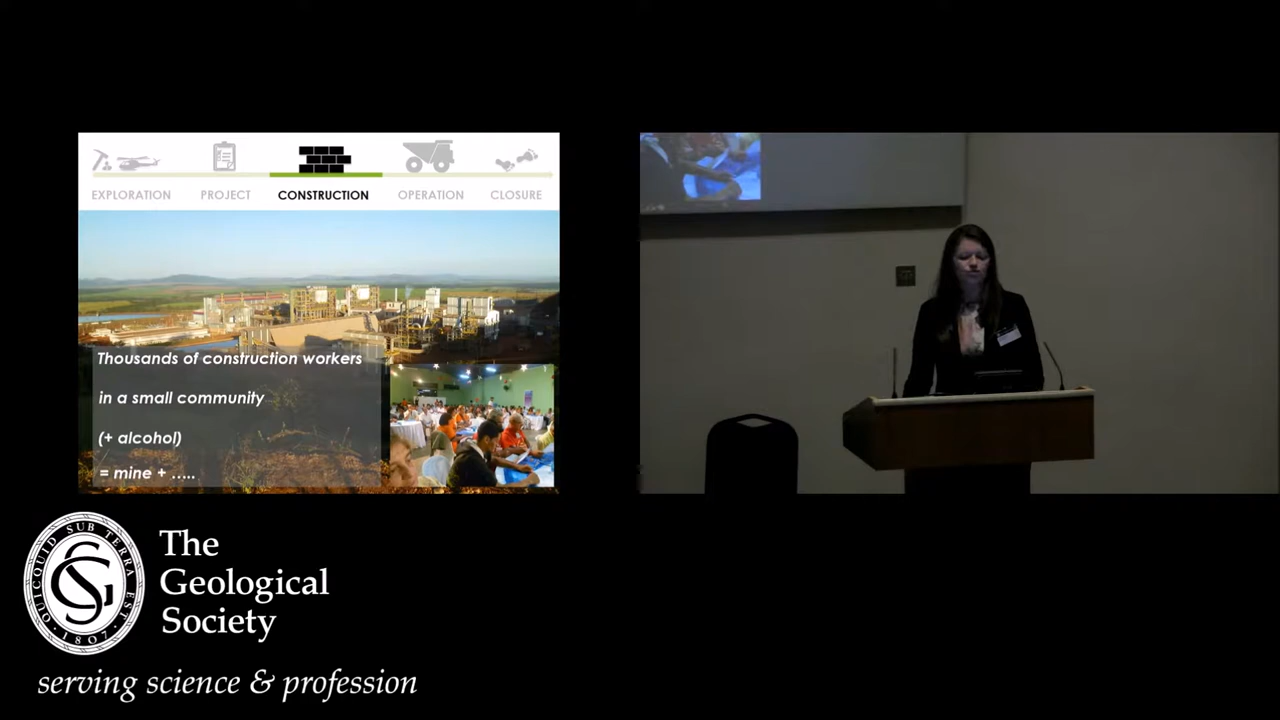 EXPLORATION PROJECT CONSTRUCTION OPERATION CLOSURE
Thousands of construction workers
in a small community
(+ alcohol)
= mine + .....
QUICQUID SUB TERRA EST
· 1807 ·
The
Geological
Society
serving science & profession